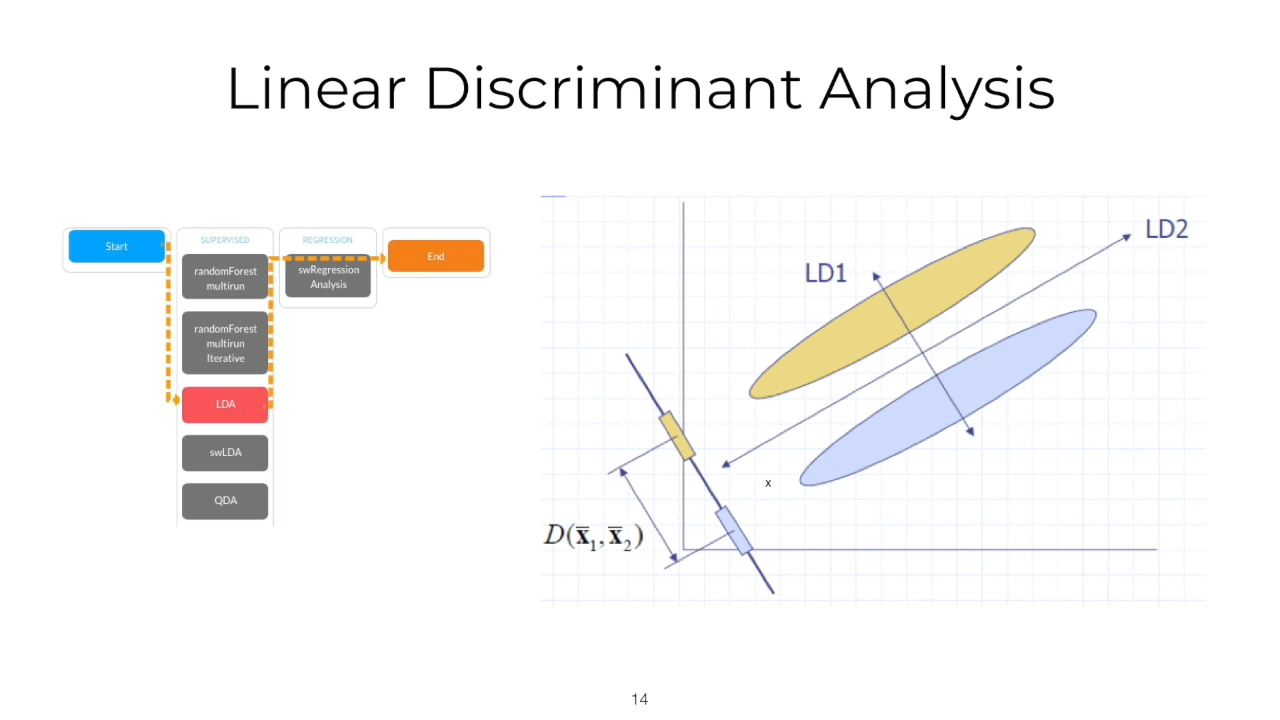 Linear Discriminant Analysis
Start
SUPERVISED
randomForest
multirun
randomForest
multirun
Iterative
LDA
swLDA
QDA
REGRESSION
swRegression
Analysis
End
LD1
LD2
x
D(x̅₁,x̅₂)
14